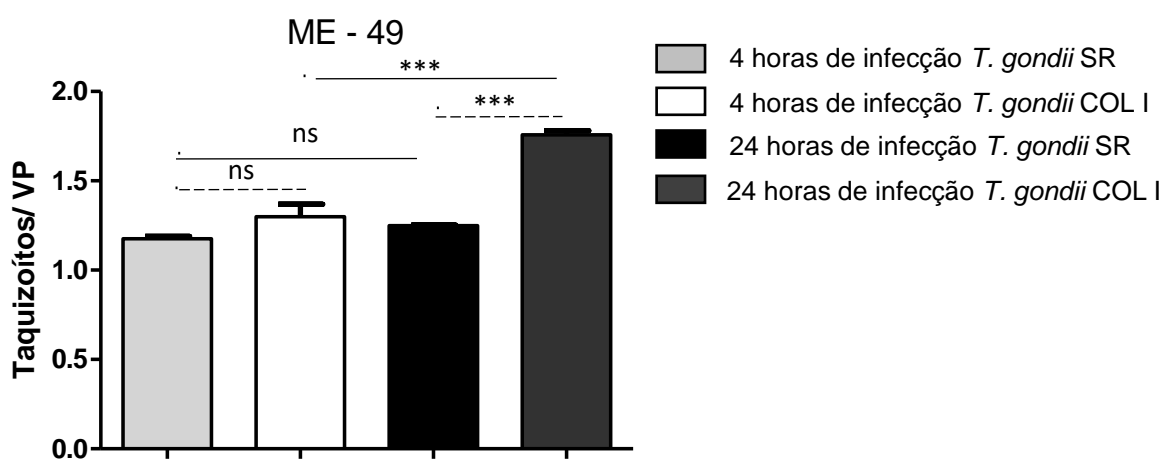 ME - 49
***
***
ns
ns
Taquizoítos/ VP
2.0
1.5
1.0
0.5
0.0
4 horas de infecção T. gondii SR
4 horas de infecção T. gondii COL I
24 horas de infecção T. gondii SR
24 horas de infecção T. gondii COL I